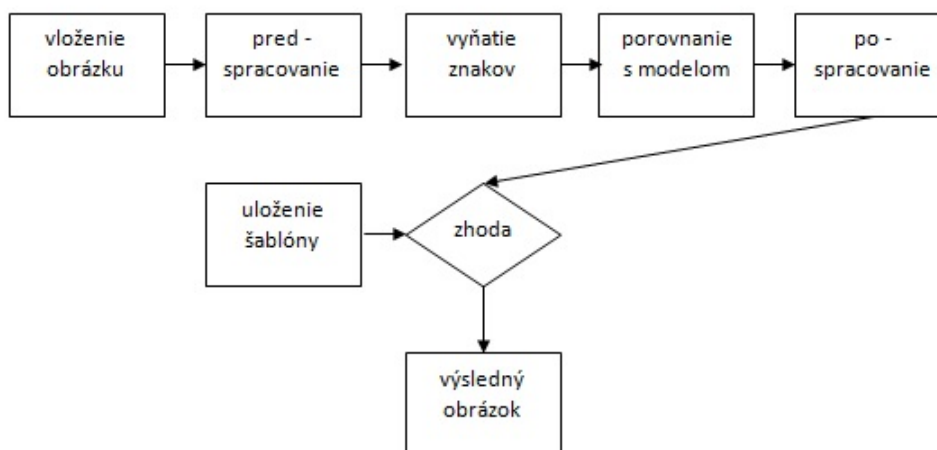 vloženie
obrázku
pred -
spracovanie
vyňatie
znakov
porovnanie
s modelom
po -
spracovanie
uloženie
šablóny
zhoda
výsledný
obrázok